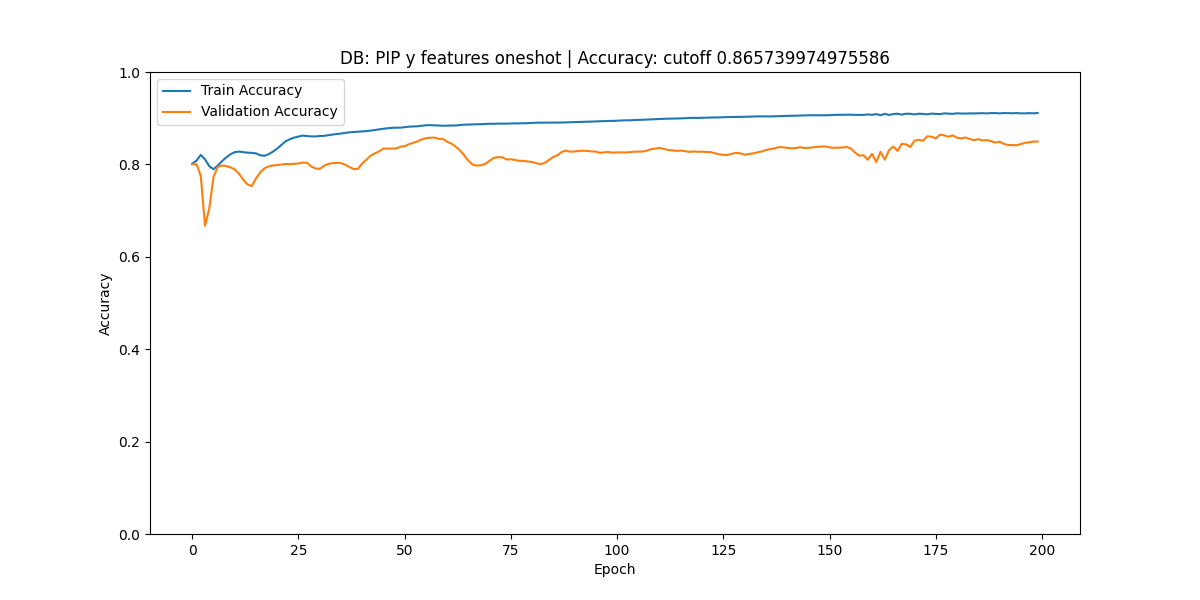 DB: PIP y features oneshot | Accuracy: cutoff 0.865739974975586
Train Accuracy
Validation Accuracy
1.0
0.8
0.6
0.4
0.2
0.0
Accuracy
0 25 50 75 100 125 150 175 200
Epoch